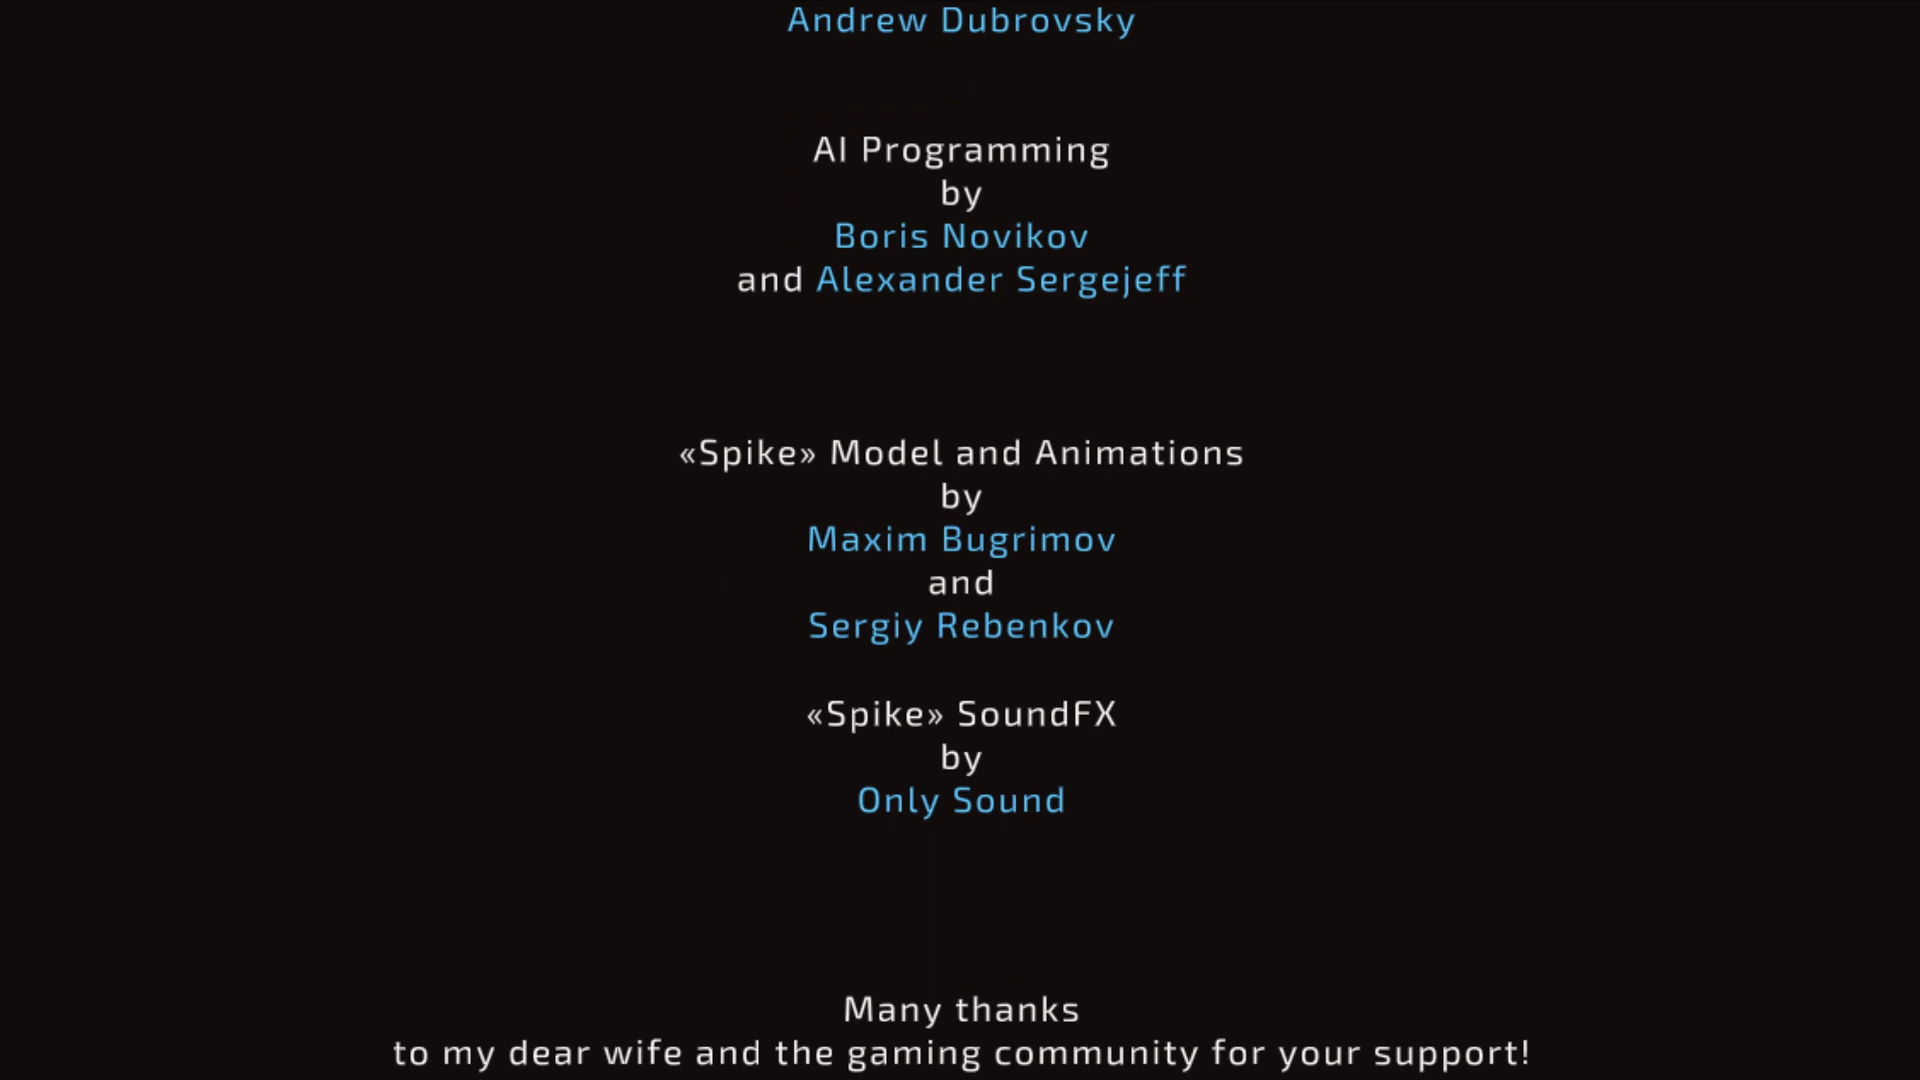 Andrew Dubrovsky
AI Programming
by
Boris Novikov
and Alexander Sergejeff
«Spike» Model and Animations
by
Maxim Bugrimov
and
Sergiy Rebenkov
«Spike» SoundFX
by
Only Sound
Many thanks
to my dear wife and the gaming community for your support!